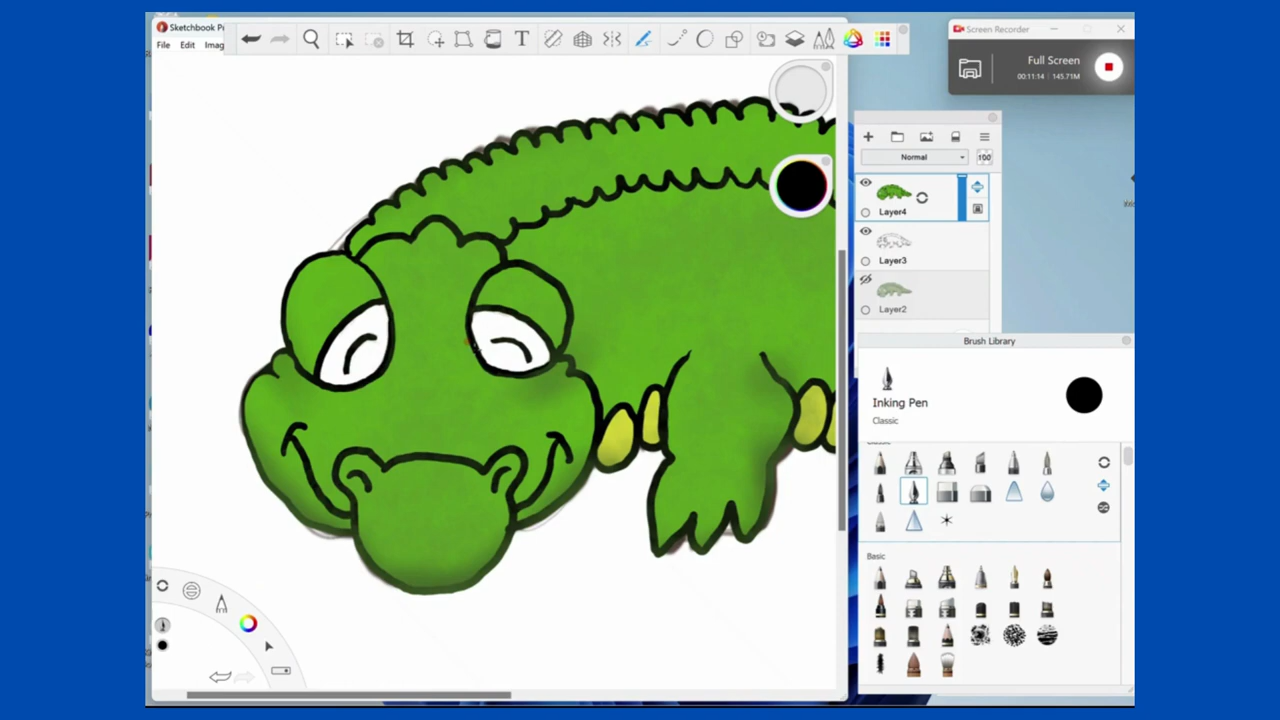 Sketchbook Pr
File Edit Imag
T
Screen Recorder
Full Screen
00:11:14 145.71M
Normal 100
Layer4
Layer3
Layer2
Brush Library
Inking Pen
Classic
Basic